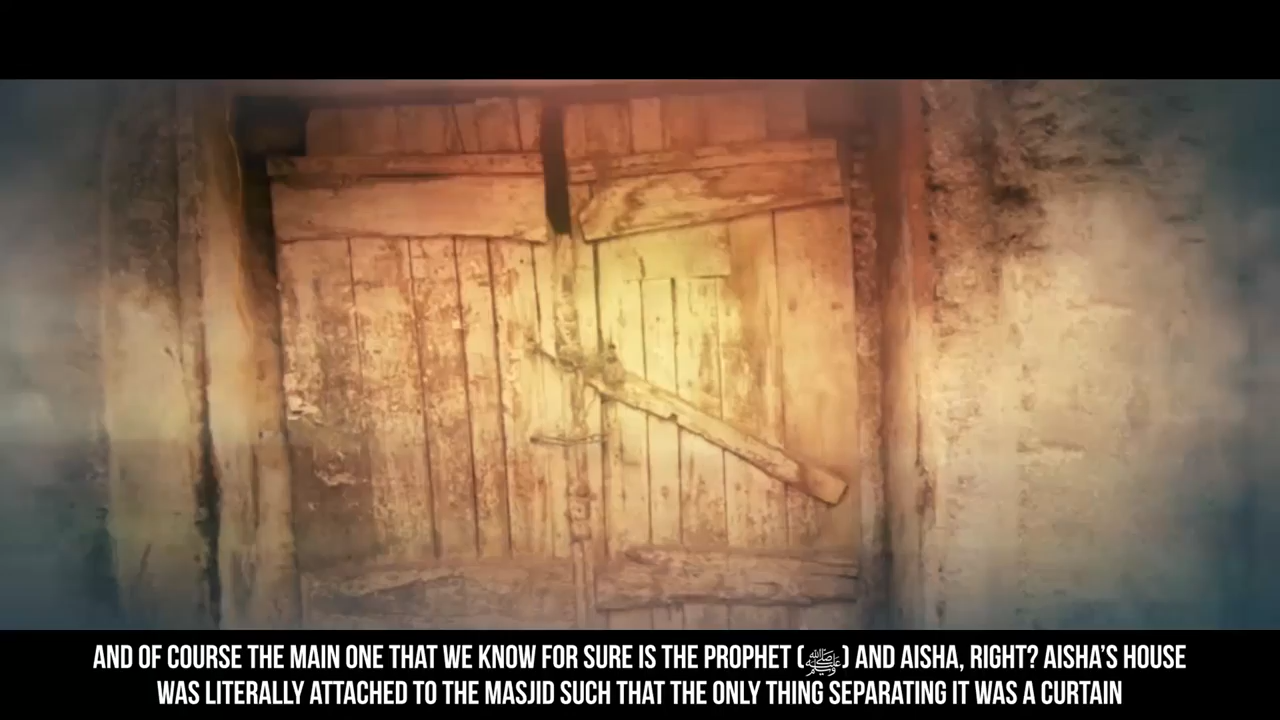 AND OF COURSE THE MAIN ONE THAT WE KNOW FOR SURE IS THE PROPHET (ﷺ) AND AISHA, RIGHT? AISHA'S HOUSE
WAS LITERALLY ATTACHED TO THE MASJID SUCH THAT THE ONLY THING SEPARATING IT WAS A CURTAIN